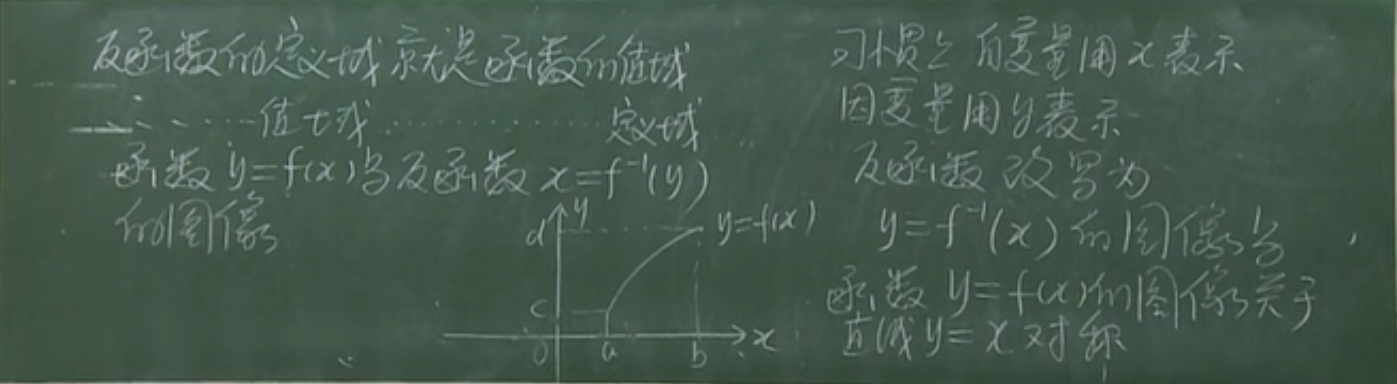 反函数的定义域就是函数的值域
. . . . . . 值域 . . . . . . . . . . 定义域
函数 y=f(x)与反函数 x=f⁻¹(y)
的图像
y
d
y=f(x)
c
0 a b x
习惯上 自变量用 x 表示
因变量用 y 表示
反函数 改写为
y=f⁻¹(x) 的图像与
函数 y=f(x)的图像关于
直线 y=x 对称